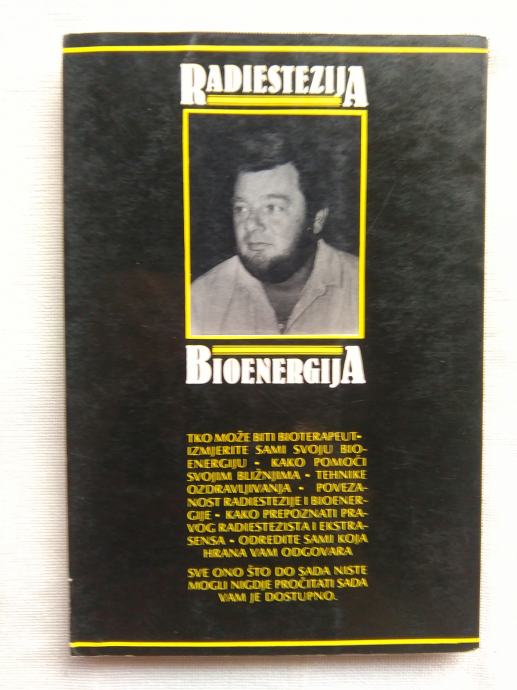 RADIESTEZIJA
BIOENERGIJA
TKO MOŽE BITI BIOTERAPEUT-
IZMJERITE SAMI SVOJU BIO-
ENERGIJU - KAKO POMOĆI
SVOJIM BLIŽNJIMA - TEHNIKE
OZDRAVLJIVANJA - POVEZA-
NOST RADIESTEZIJE I BIOENER-
GIJE - KAKO PREPOZNATI PRA-
VOG RADIESTEZISTA I EKSTRA-
SENSA - ODREDITE SAMI KOJA
HRANA VAM ODGOVARA
SVE ONO ŠTO DO SADA NISTE
MOGLI NIGDJE PROČITATI SADA
VAM JE DOSTUPNO.